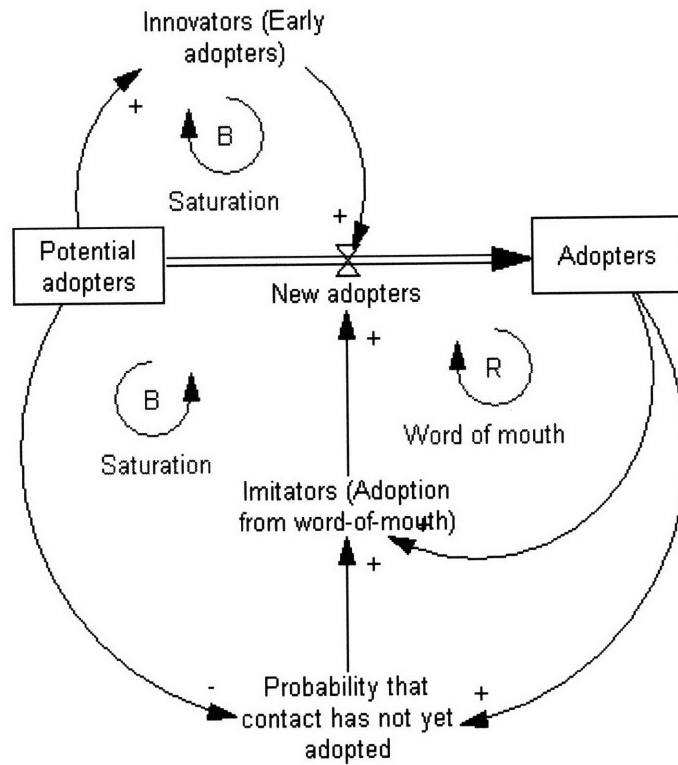 Innovators (Early
adopters)
+
B
Saturation
+
Potential
adopters
Adopters
New adopters
+
R
B
Word of mouth
Saturation
Imitators (Adoption
from word-of-mouth)
+
+
-
Probability that
+
contact has not yet
adopted